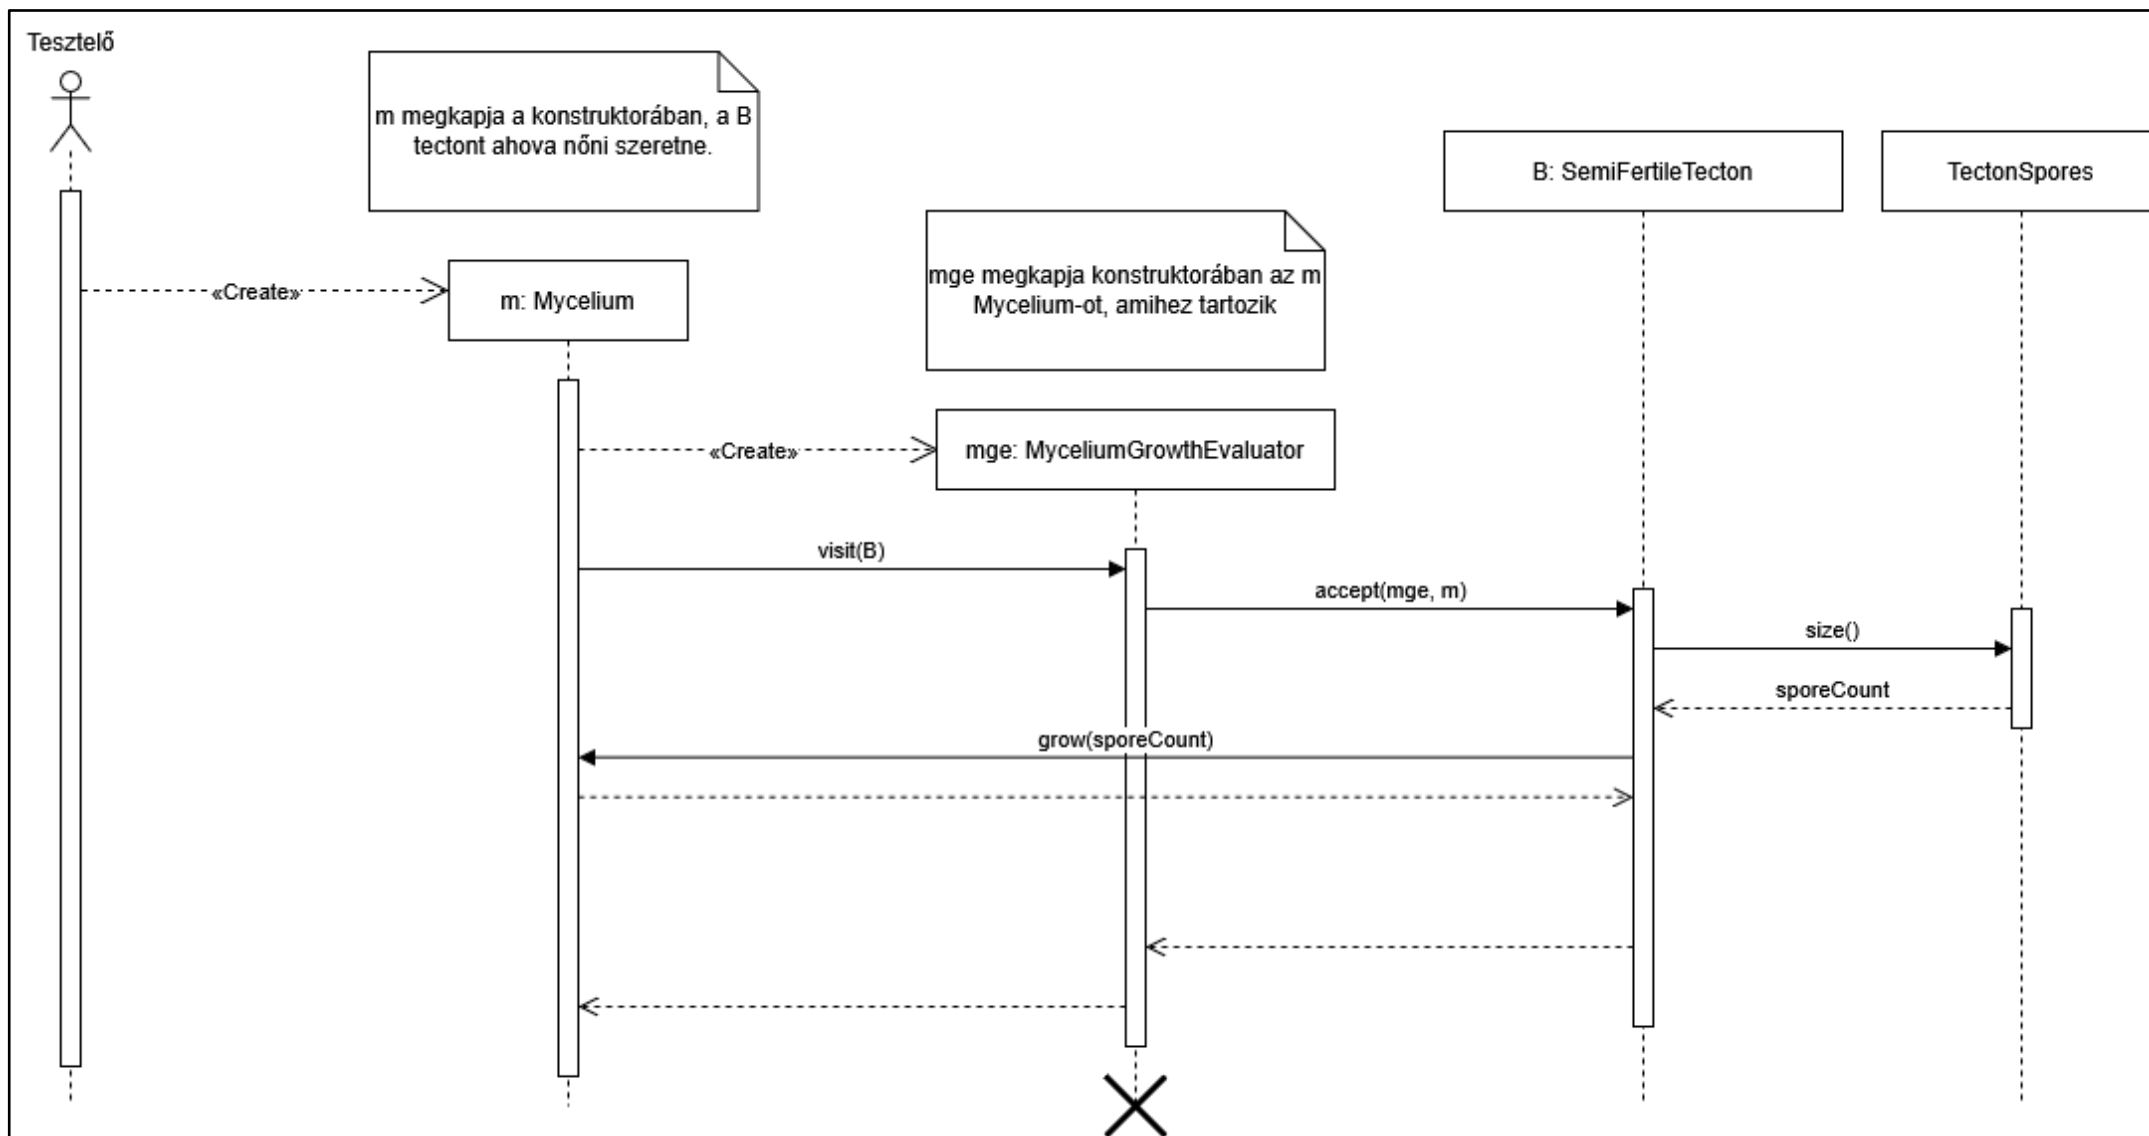 Tesztelő
m megkapja a konstruktorában, a B
tectont ahova nőni szeretne.
B: SemiFertileTecton
TectonSpores
mge megkapja konstruktorában az m
Mycelium-ot, amihez tartozik
«Create»
m: Mycelium
«Create»
mge: MyceliumGrowthEvaluator
visit(B)
accept(mge, m)
size()
sporeCount
grow(sporeCount)